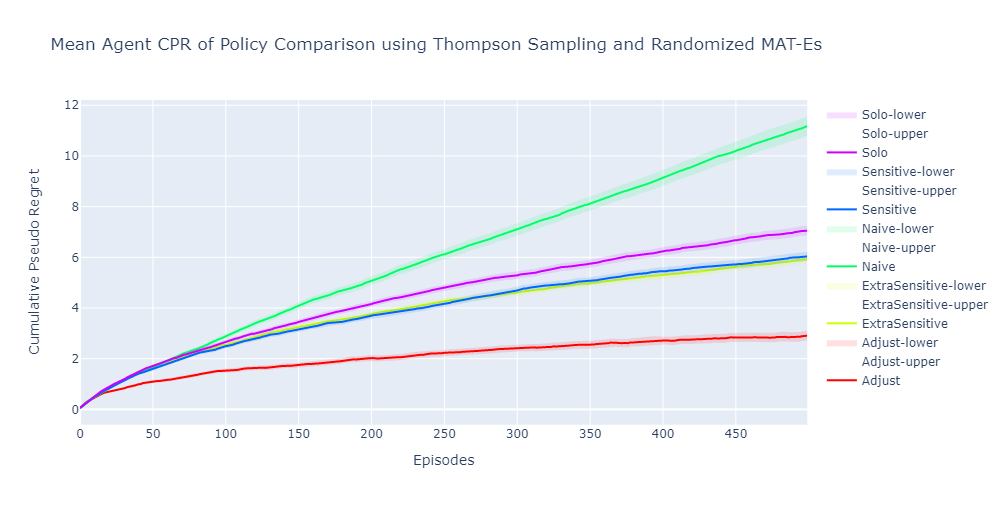 Mean Agent CPR of Policy Comparison using Thompson Sampling and Randomized MAT-Es
Cumulative Pseudo Regret
12
10
8
6
4
2
0
0 50 100 150 200 250 300 350 400 450
Episodes
Solo-lower
Solo-upper
Solo
Sensitive-lower
Sensitive-upper
Sensitive
Naive-lower
Naive-upper
Naive
ExtraSensitive-lower
ExtraSensitive-upper
ExtraSensitive
Adjust-lower
Adjust-upper
Adjust